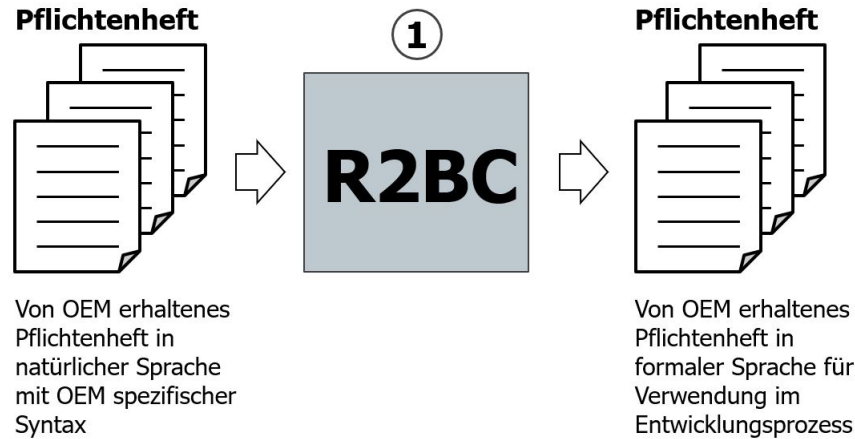 Pflichtenheft
Von OEM erhaltenes
Pflichtenheft in
natürlicher Sprache
mit OEM spezifischer
Syntax
1
R2BC
Pflichtenheft
Von OEM erhaltenes
Pflichtenheft in
formaler Sprache für
Verwendung im
Entwicklungsprozess